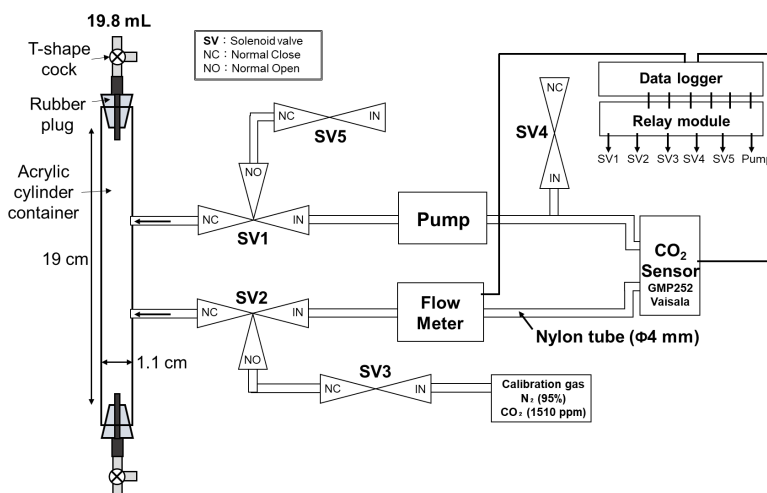 19.8 mL
T-shape
cock
Rubber
plug
Acrylic
cylinder
container
19 cm
1.1 cm
SV : Solenoid valve
NC : Normal Close
NO : Normal Open
NC
IN
SV5
NO
NC
IN
SV1
Pump
NC
SV4
IN
Data logger
Relay module
SV1 SV2 SV3 SV4 SV5 Pump
CO₂
Sensor
GMP252
Vaisala
SV2
NC
IN
NO
Flow
Meter
Nylon tube (Φ4 mm)
SV3
NC
IN
Calibration gas
N₂ (95%)
CO₂ (1510 ppm)